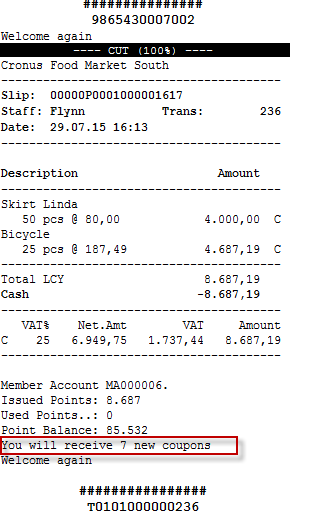 ###############
9865430007002
Welcome again
---- CUT (100%) ----
Cronus Food Market South
----------------------------------------
Slip: 00000P0001000001617
Staff: Flynn Trans: 236
Date: 29.07.15 16:13
----------------------------------------
Description Amount
----------------------------------------
Skirt Linda
50 pcs @ 80,00 4.000,00 C
Bicycle
25 pcs @ 187,49 4.687,19 C
----------------------------------------
Total LCY 8.687,19
Cash -8.687,19
----------------------------------------
VAT% Net.Amt VAT Amount
C 25 6.949,75 1.737,44 8.687,19
----------------------------------------
Member Account MA000006.
Issued Points: 8.687
Used Points..: 0
Point Balance: 85.532
You will receive 7 new coupons
Welcome again
################
T0101000000236